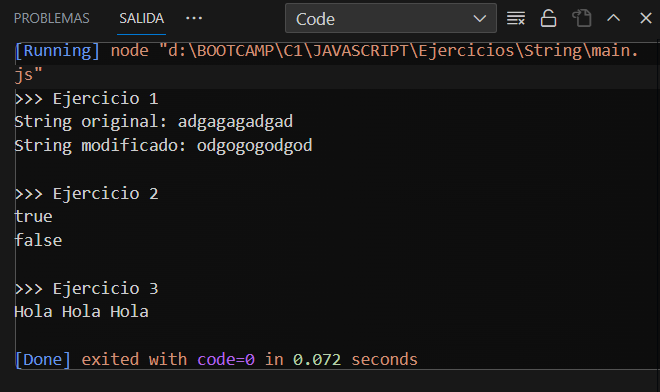 PROBLEMAS SALIDA ··· Code
[Running] node "d:\BOOTCAMP\C1\JAVASCRIPT\Ejercicios\String\main.
js"
>>> Ejercicio 1
String original: adgagagadgad
String modificado: odgogogodgod
>>> Ejercicio 2
true
false
>>> Ejercicio 3
Hola Hola Hola
[Done] exited with code=0 in 0.072 seconds